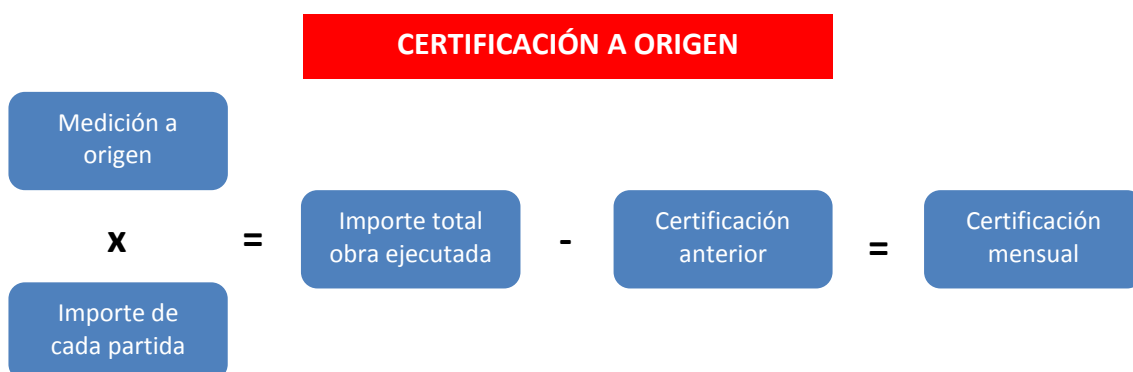 CERTIFICACIÓN A ORIGEN
Medición a
origen
x
Importe de
cada partida
=
Importe total
obra ejecutada
-
Certificación
anterior
=
Certificación
mensual